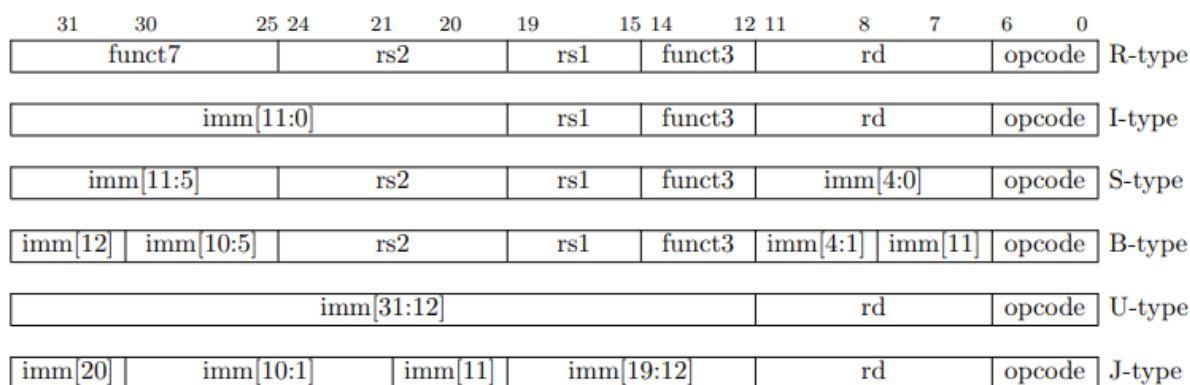 31 30 25 24 21 20 19 15 14 12 11 8 7 6 0
funct7 rs2 rs1 funct3 rd opcode R-type
imm[11:0] rs1 funct3 rd opcode I-type
imm[11:5] rs2 rs1 funct3 imm[4:0] opcode S-type
imm[12] imm[10:5] rs2 rs1 funct3 imm[4:1] imm[11] opcode B-type
imm[31:12] rd opcode U-type
imm[20] imm[10:1] imm[11] imm[19:12] rd opcode J-type